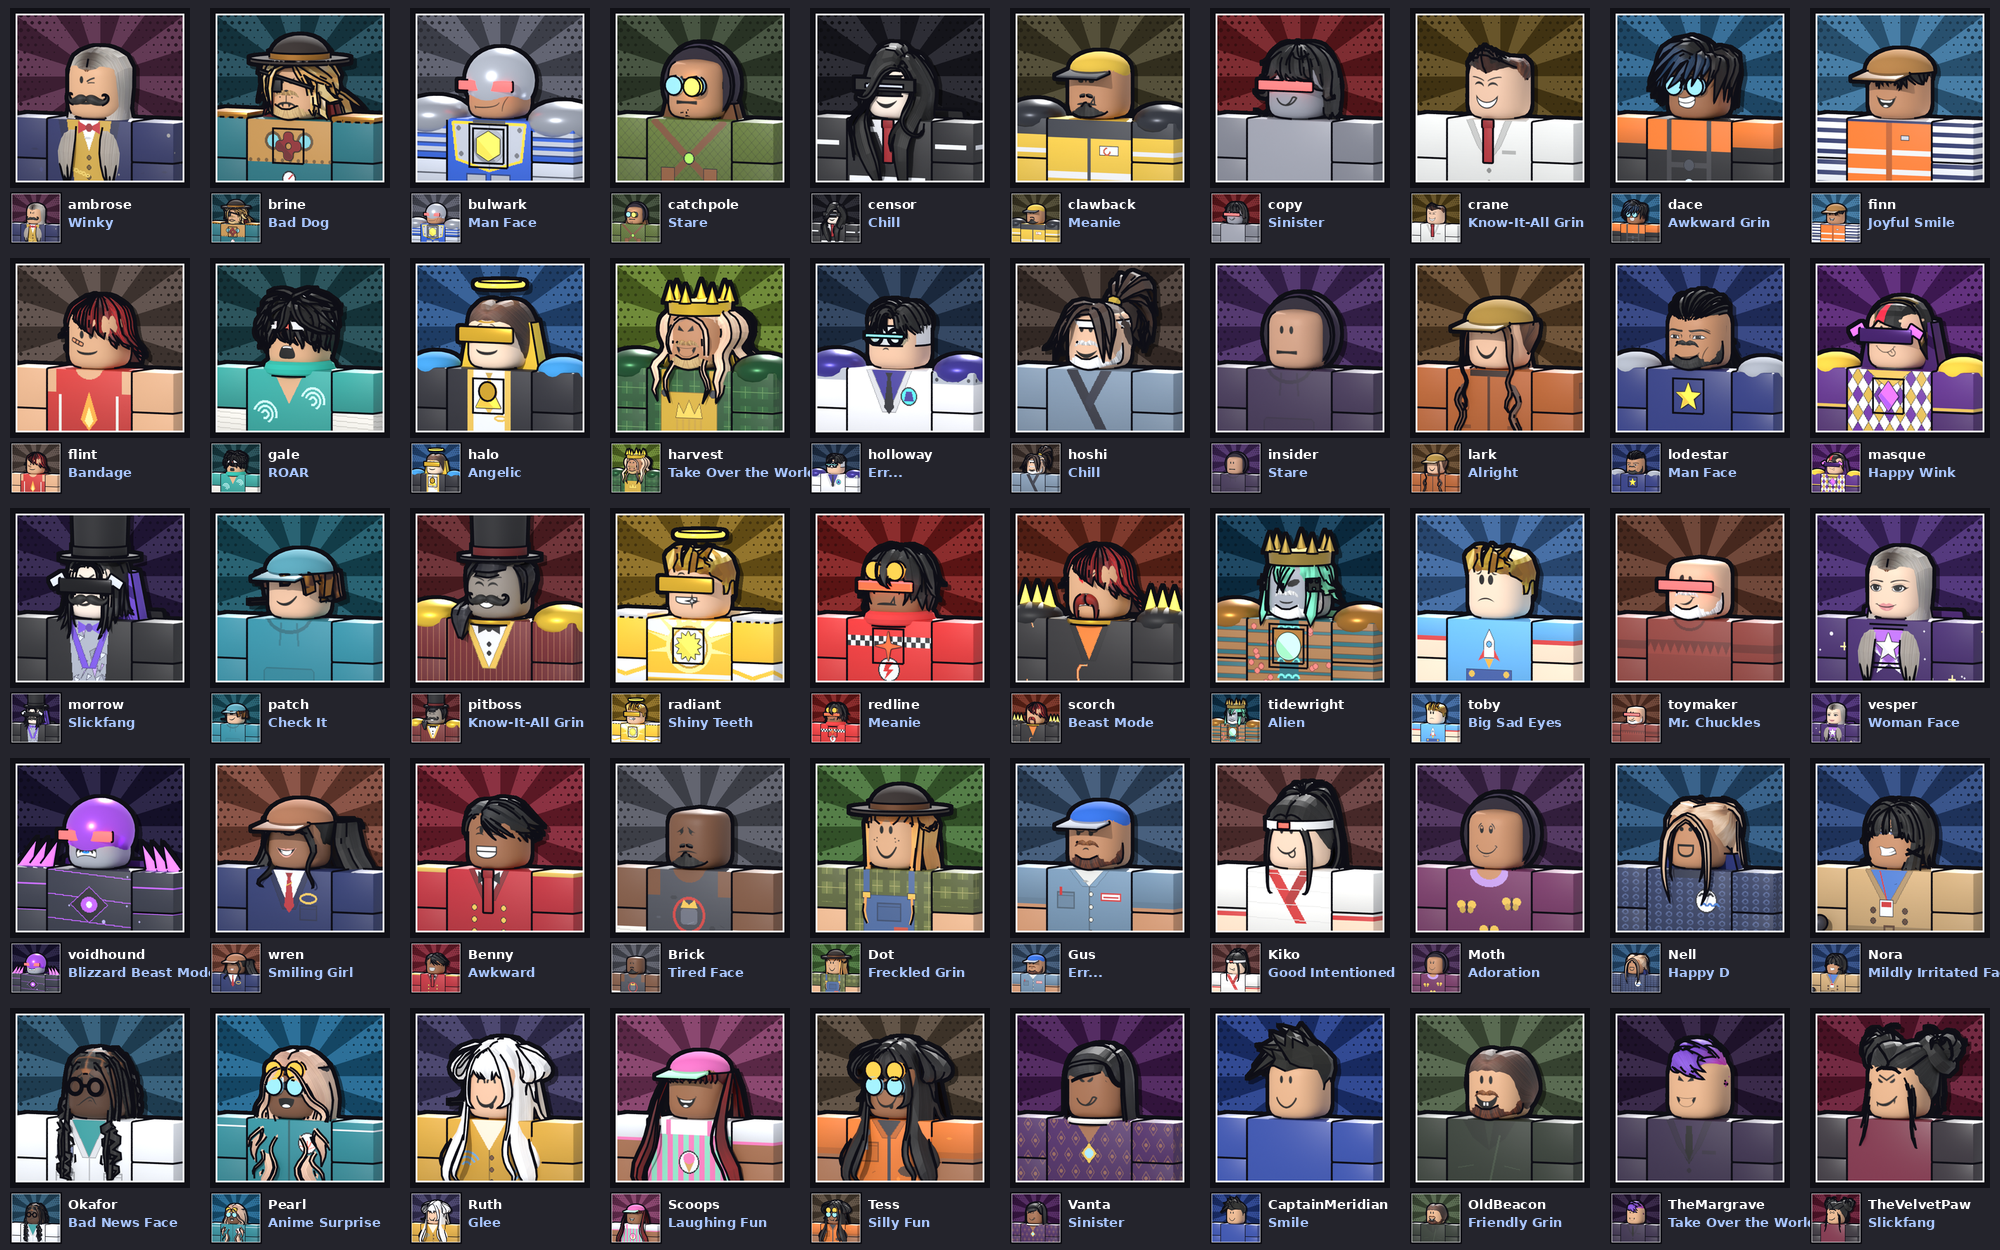 ambrose
Winky
brine
Bad Dog
bulwark
Man Face
catchpole
Stare
censor
Chill
clawback
Meanie
copy
Sinister
crane
Know-It-All Grin
dace
Awkward Grin
finn
Joyful Smile
flint
Bandage
gale
ROAR
halo
Angelic
harvest
Take Over the World
holloway
Err...
hoshi
Chill
insider
Stare
lark
Alright
lodestar
Man Face
masque
Happy Wink
morrow
Slickfang
patch
Check It
pitboss
Know-It-All Grin
radiant
Shiny Teeth
redline
Meanie
scorch
Beast Mode
tidewright
Alien
toby
Big Sad Eyes
toymaker
Mr. Chuckles
vesper
Woman Face
voidhound
Blizzard Beast Mode
wren
Smiling Girl
Benny
Awkward
Brick
Tired Face
Dot
Freckled Grin
Gus
Err...
Kiko
Good Intentioned
Moth
Adoration
Nell
Happy D
Nora
Mildly Irritated Fa
Okafor
Bad News Face
Pearl
Anime Surprise
Ruth
Glee
Scoops
Laughing Fun
Tess
Silly Fun
Vanta
Sinister
CaptainMeridian
Smile
OldBeacon
Friendly Grin
TheMargrave
Take Over the World
TheVelvetPaw
Slickfang